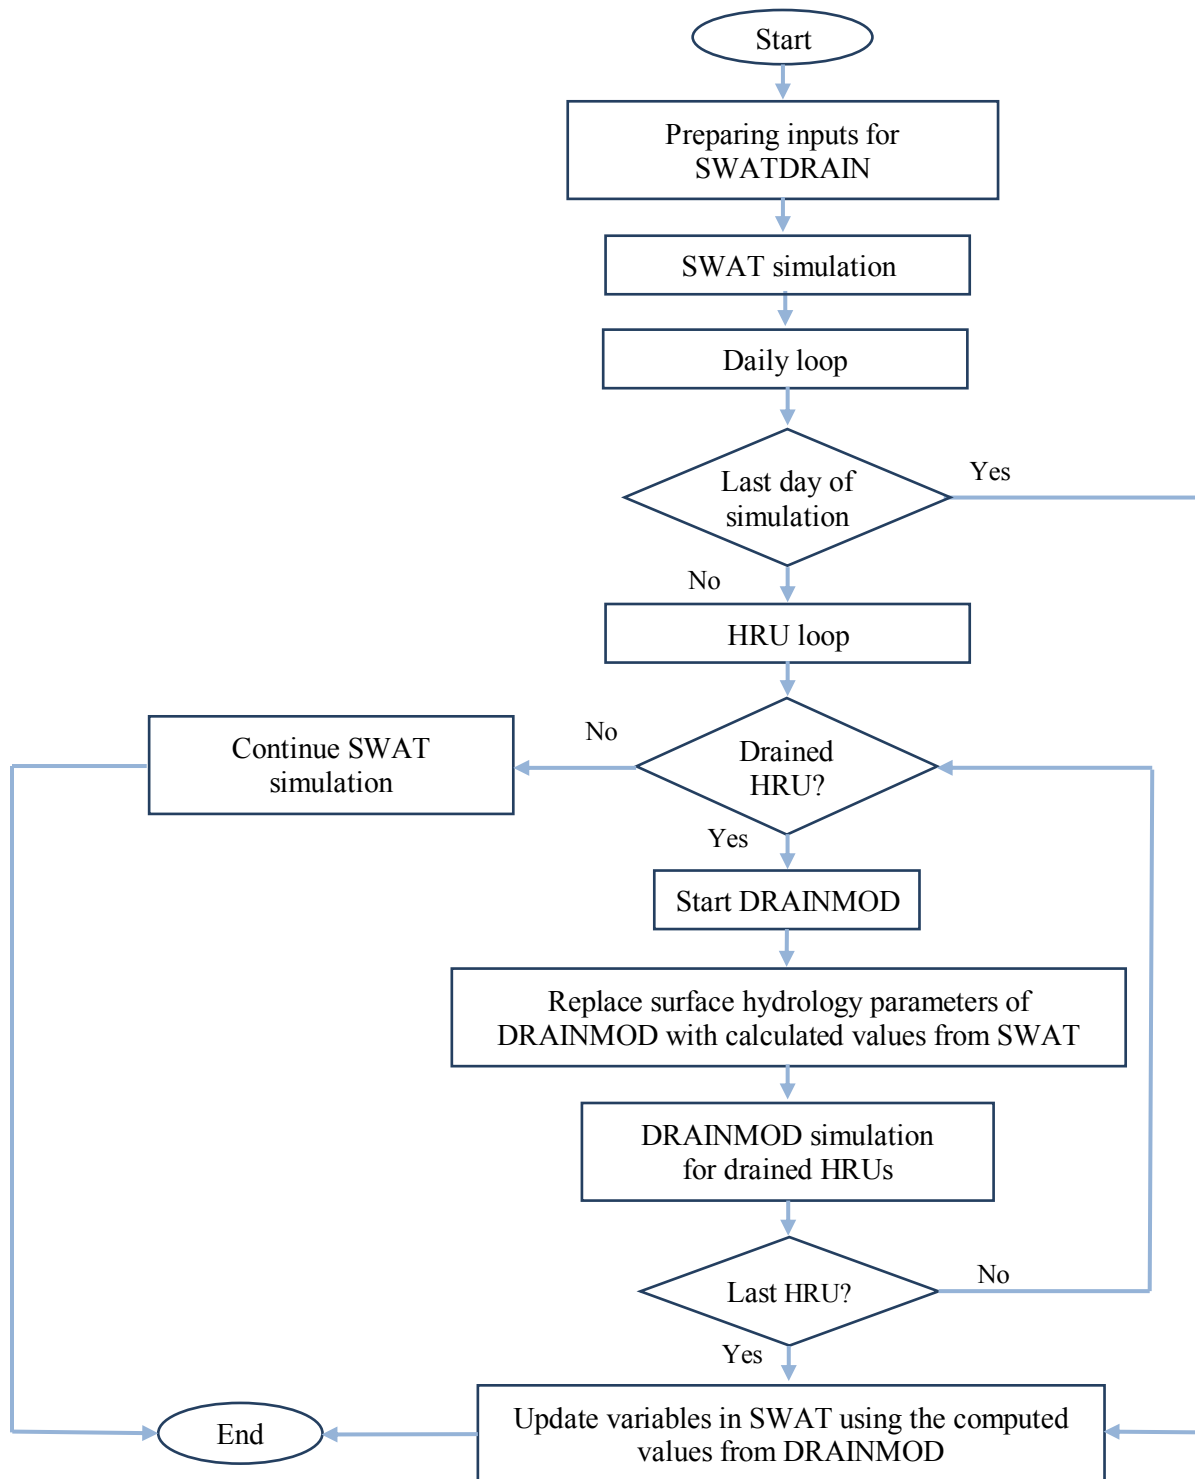 Start
Preparing inputs for
SWATDRAIN
SWAT simulation
Daily loop
Last day of
simulation
Yes
No
HRU loop
Continue SWAT
simulation
No
Drained
HRU?
Yes
Start DRAINMOD
Replace surface hydrology parameters of
DRAINMOD with calculated values from SWAT
DRAINMOD simulation
for drained HRUs
Last HRU?
No
Yes
End
Update variables in SWAT using the computed
values from DRAINMOD